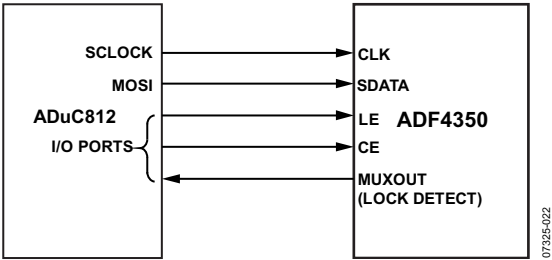 SCLOCK
MOSI
ADuC812
I/O PORTS
CLK
SDATA
LE
ADF4350
CE
MUXOUT
(LOCK DETECT)
07325-022